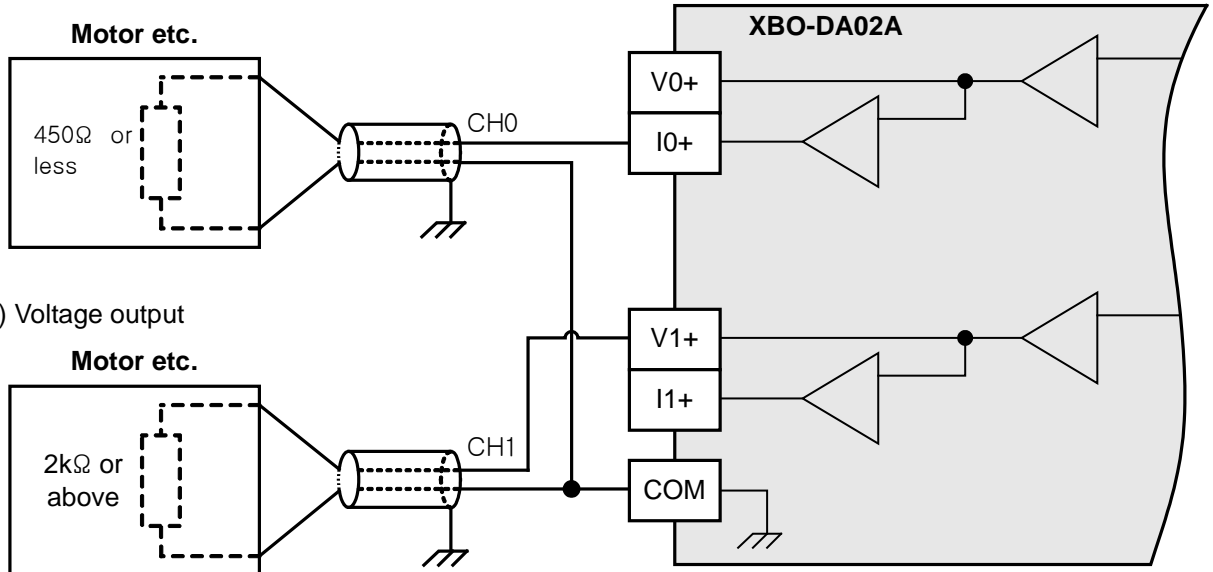 Motor etc.
XBO-DA02A
V0+
450Ω or
less
CH0
I0+
) Voltage output
Motor etc.
V1+
I1+
CH1
2kΩ or
above
COM